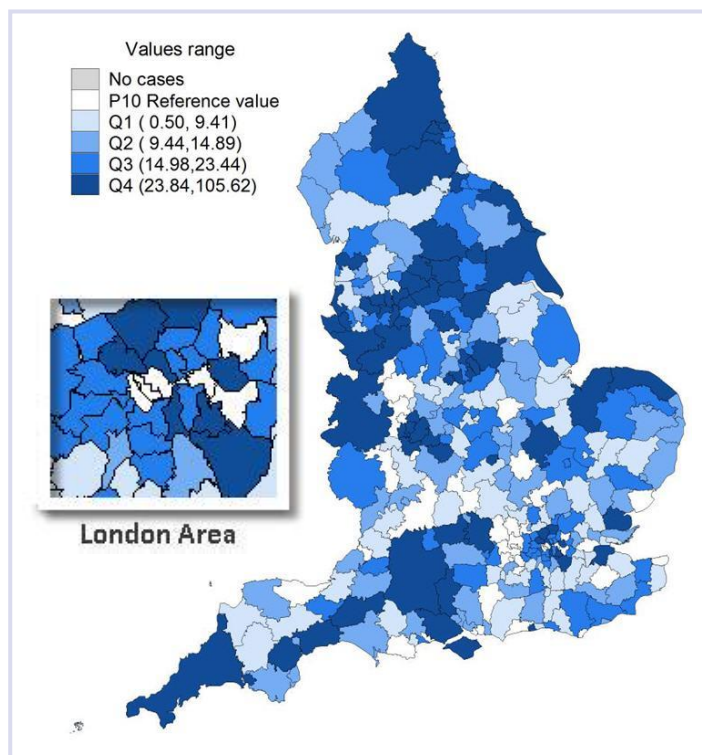 Values range
No cases
P10 Reference value
Q1 ( 0.50, 9.41)
Q2 ( 9.44,14.89)
Q3 (14.98,23.44)
Q4 (23.84,105.62)
London Area